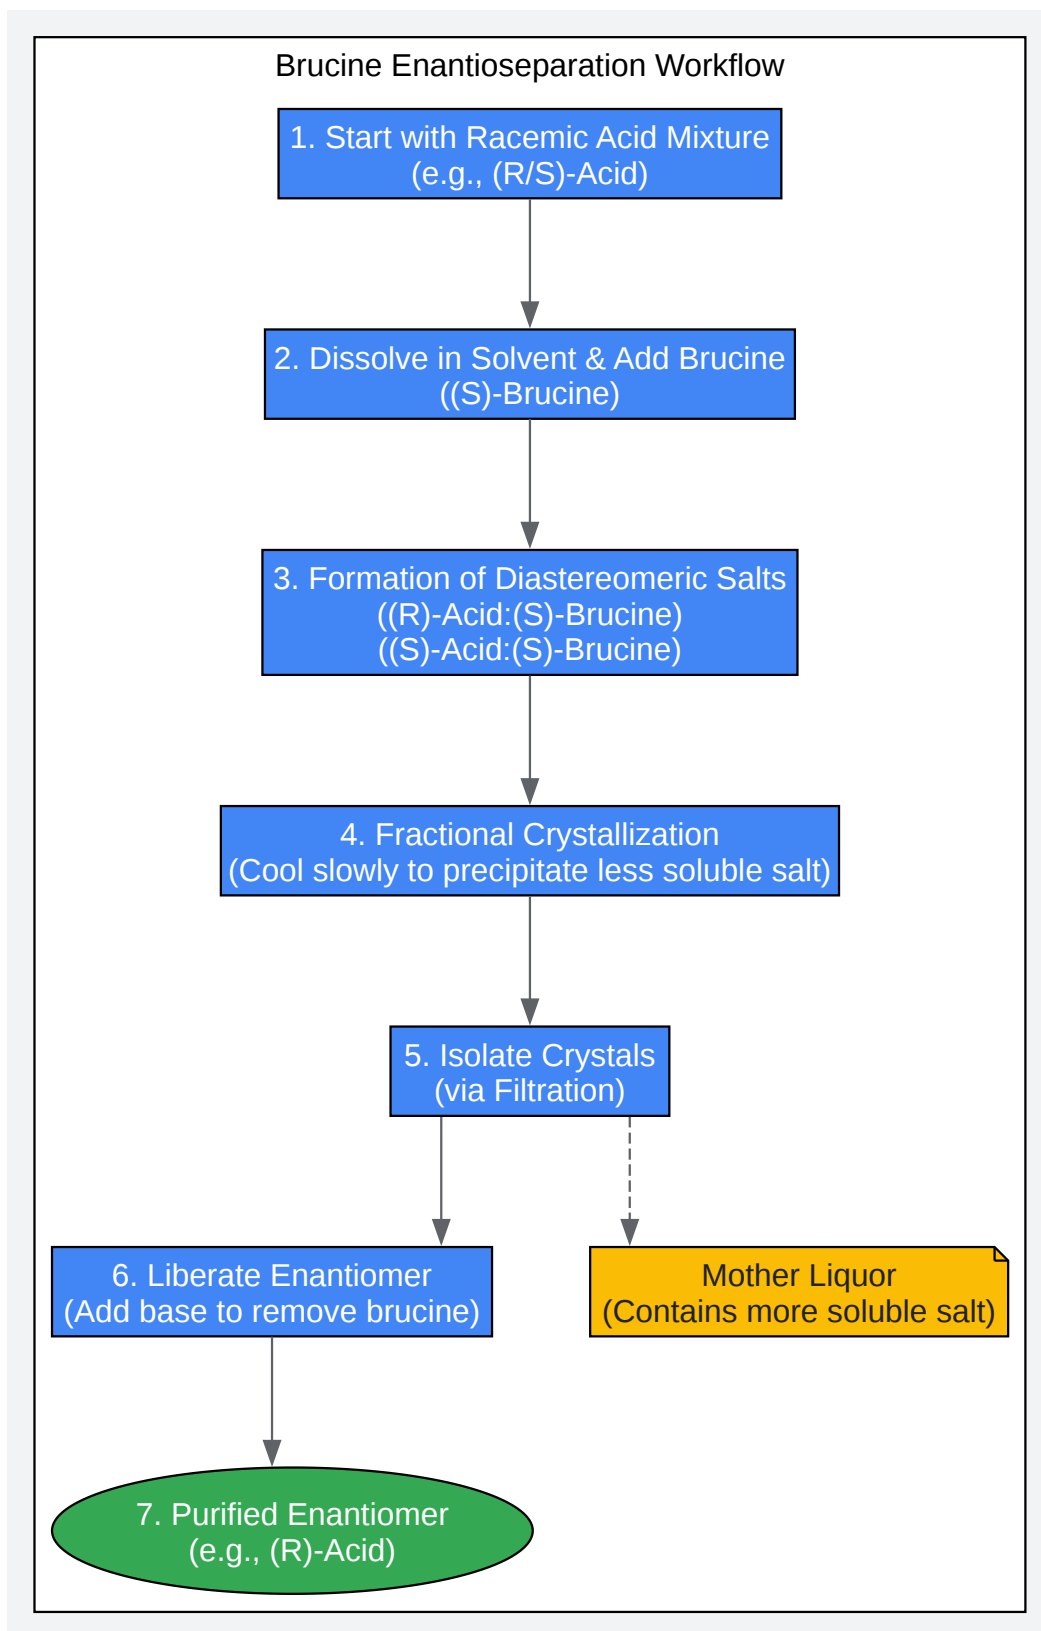 Brucine Enantioseparation Workflow
1. Start with Racemic Acid Mixture
(e.g., (R/S)-Acid)
2. Dissolve in Solvent & Add Brucine
((S)-Brucine)
3. Formation of Diastereomeric Salts
((R)-Acid:(S)-Brucine)
((S)-Acid:(S)-Brucine)
4. Fractional Crystallization
(Cool slowly to precipitate less soluble salt)
5. Isolate Crystals
(via Filtration)
6. Liberate Enantiomer
(Add base to remove brucine)
Mother Liquor
(Contains more soluble salt)
7. Purified Enantiomer
(e.g., (R)-Acid)